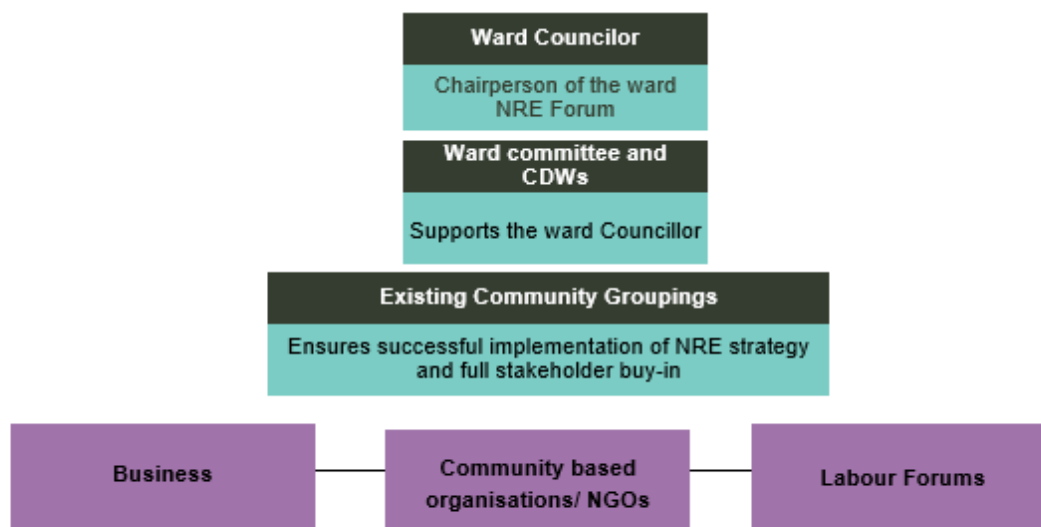 Ward Councilor
Chairperson of the ward
NRE Forum
Ward committee and
CDWs
Supports the ward Councillor
Existing Community Groupings
Ensures successful implementation of NRE strategy
and full stakeholder buy-in
Business
Community based
organisations/ NGOs
Labour Forums